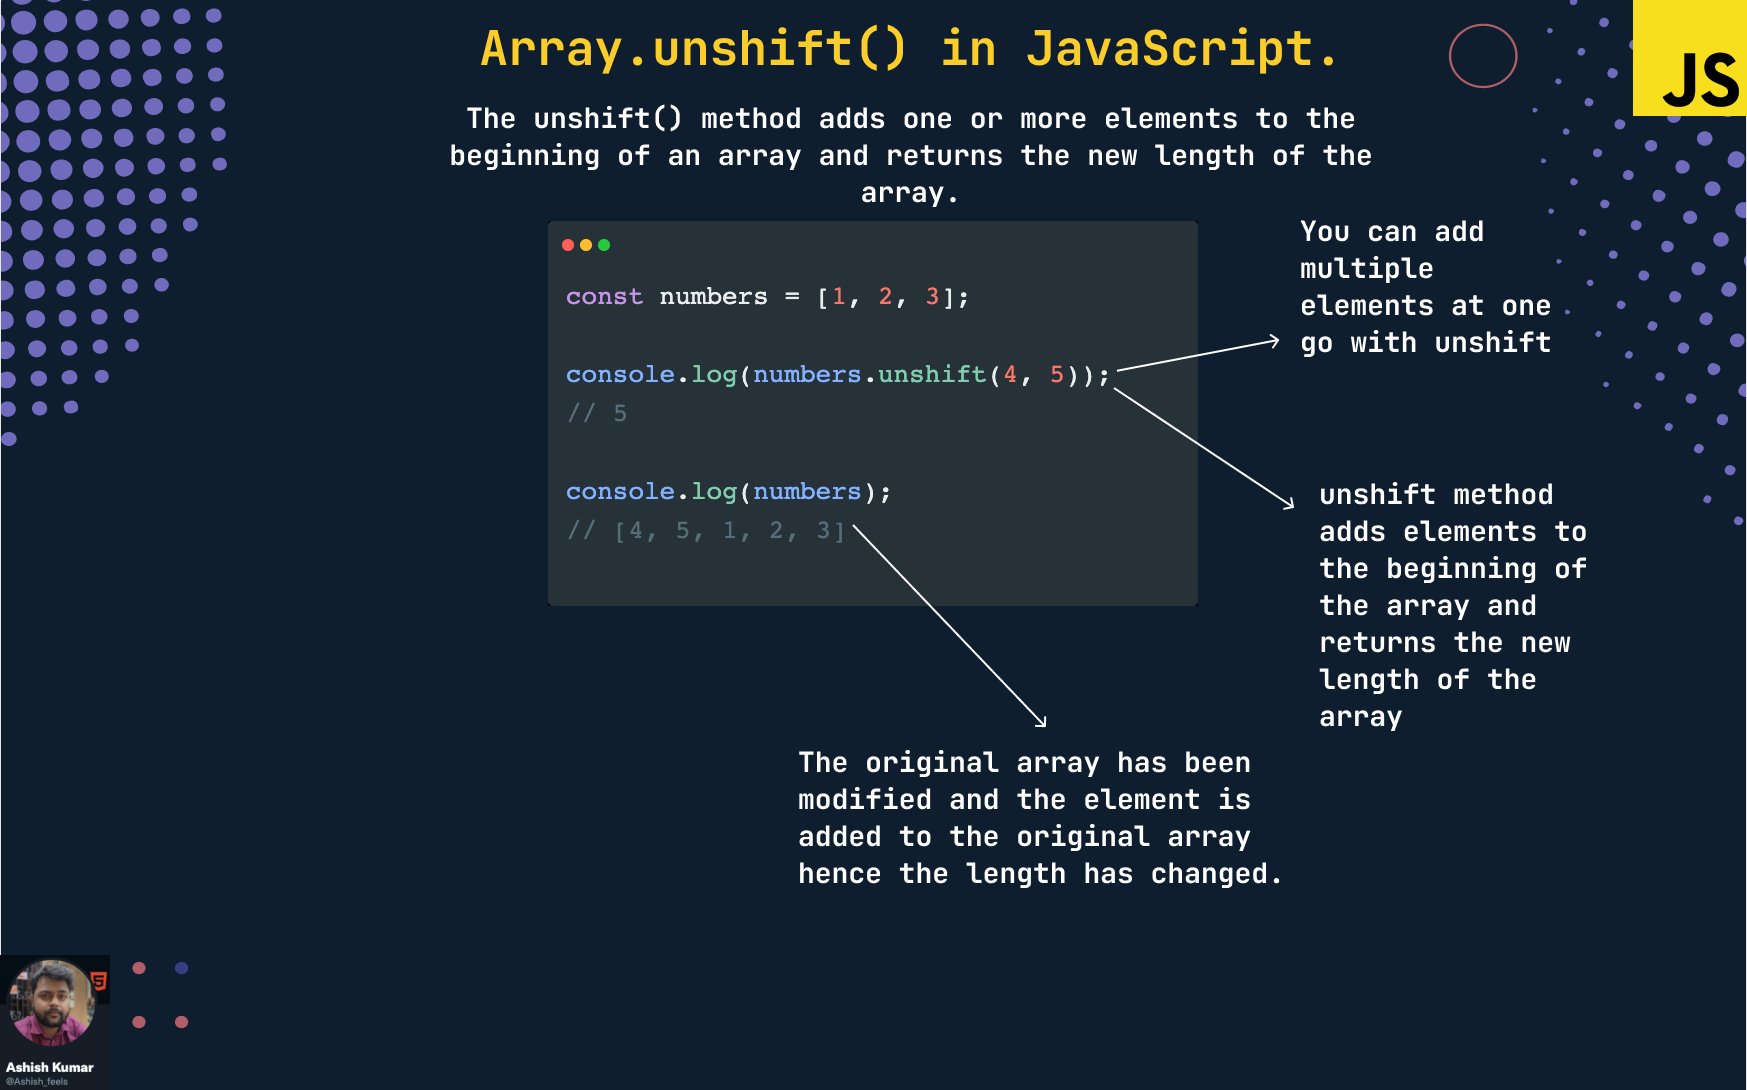 Array.unshift() in JavaScript.
JS
The unshift() method adds one or more elements to the
beginning of an array and returns the new length of the
array.
const numbers = [1, 2, 3];
console.log(numbers.unshift(4, 5));
// 5
console.log(numbers);
// [4, 5, 1, 2, 3]
You can add
multiple
elements at one
go with unshift
unshift method
adds elements to
the beginning of
the array and
returns the new
length of the
array
The original array has been
modified and the element is
added to the original array
hence the length has changed.
Ashish Kumar
@Ashish_feels